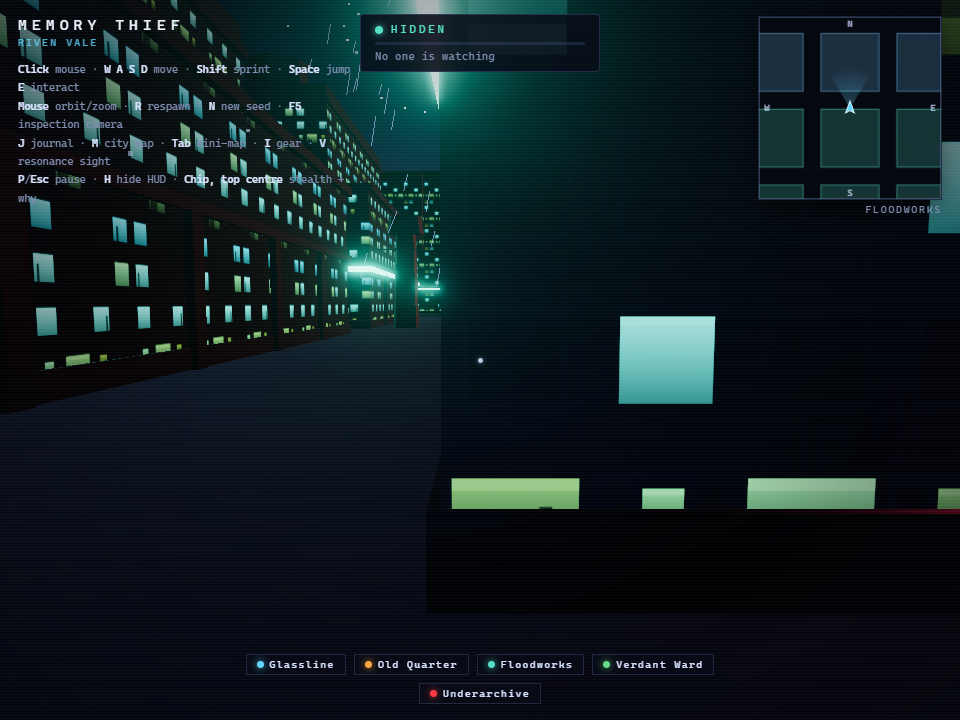 MEMORY THIEF
RIVEN VALE
Click mouse · W A S D move · Shift sprint · Space jump
E interact
Mouse orbit/zoom · R respawn · N new seed · F5
inspection camera
J journal · M city map · Tab mini-map · I gear · V
resonance sight
P/Esc pause · H hide HUD · Chip, top centre stealth +
why
HIDDEN
No one is watching
N
W
E
S
FLOODWORKS
Glassline
Old Quarter
Floodworks
Verdant Ward
Underarchive